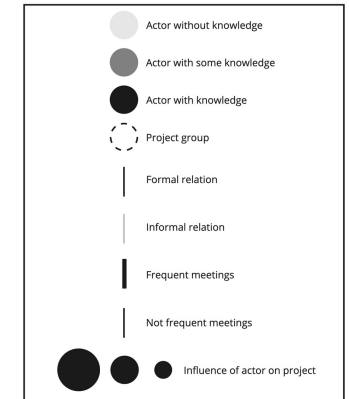 Actor without knowledge
Actor with some knowledge
Actor with knowledge
Project group
Formal relation
Informal relation
Frequent meetings
Not frequent meetings
Influence of actor on project